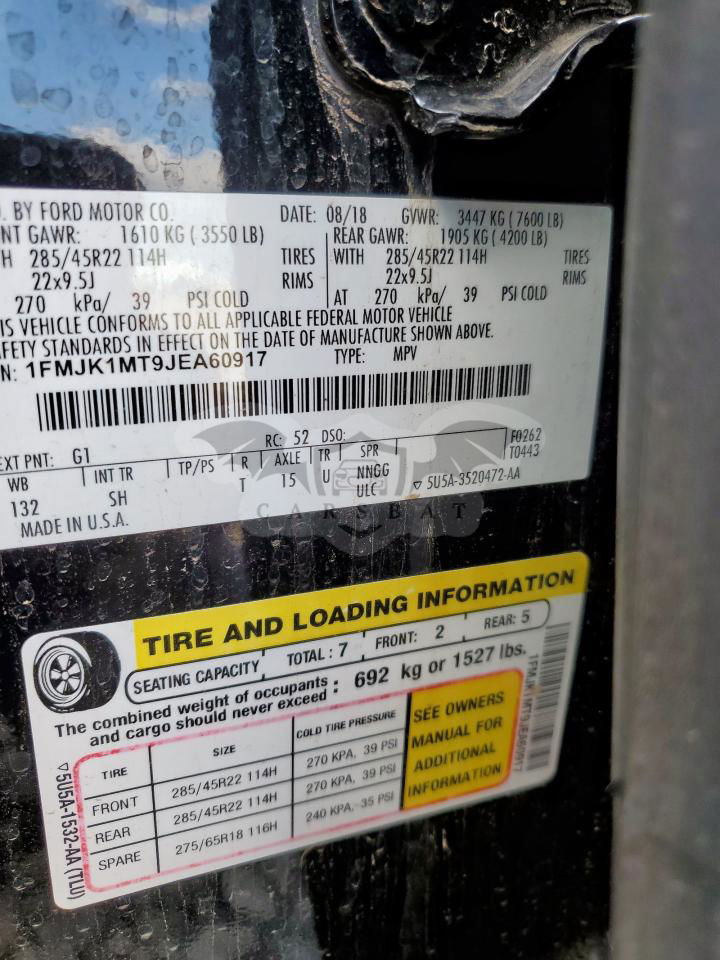 . BY FORD MOTOR CO. DATE: 08/18 GVWR: 3447 KG ( 7600 LB)
NT GAWR: 1610 KG ( 3550 LB) REAR GAWR: 1905 KG ( 4200 LB)
H 285/45R22 114H TIRES WITH 285/45R22 114H TIRES
22x9.5J RIMS 22x9.5J RIMS
270 kPa/ 39 PSI COLD AT 270 kPa/ 39 PSI COLD
IS VEHICLE CONFORMS TO ALL APPLICABLE FEDERAL MOTOR VEHICLE
AFETY STANDARDS IN EFFECT ON THE DATE OF MANUFACTURE SHOWN ABOVE.
N: 1FMJK1MT9JEA60917 TYPE: MPV
F0262
EXT PNT: G1 RC: 52 DSO: T0443
WB INT TR TP/PS R AXLE TR SPR
132 SH T 15 U NNGG
ULC ▽ 5U5A-3520472-AA
MADE IN U.S.A.
CARSBAT
TIRE AND LOADING INFORMATION
SEATING CAPACITY TOTAL : 7 FRONT: 2 REAR: 5
The combined weight of occupants
and cargo should never exceed : 692 kg or 1527 lbs.
TIRE SIZE COLD TIRE PRESSURE
FRONT 285/45R22 114H 270 KPA, 39 PSI
REAR 285/45R22 114H 270 KPA, 39 PSI
SPARE 275/65R18 116H 240 KPA, 35 PSI
SEE OWNERS
MANUAL FOR
ADDITIONAL
INFORMATION
1FMJK1MT9JEA60917
▽5U5A-1532-AA (TLU)